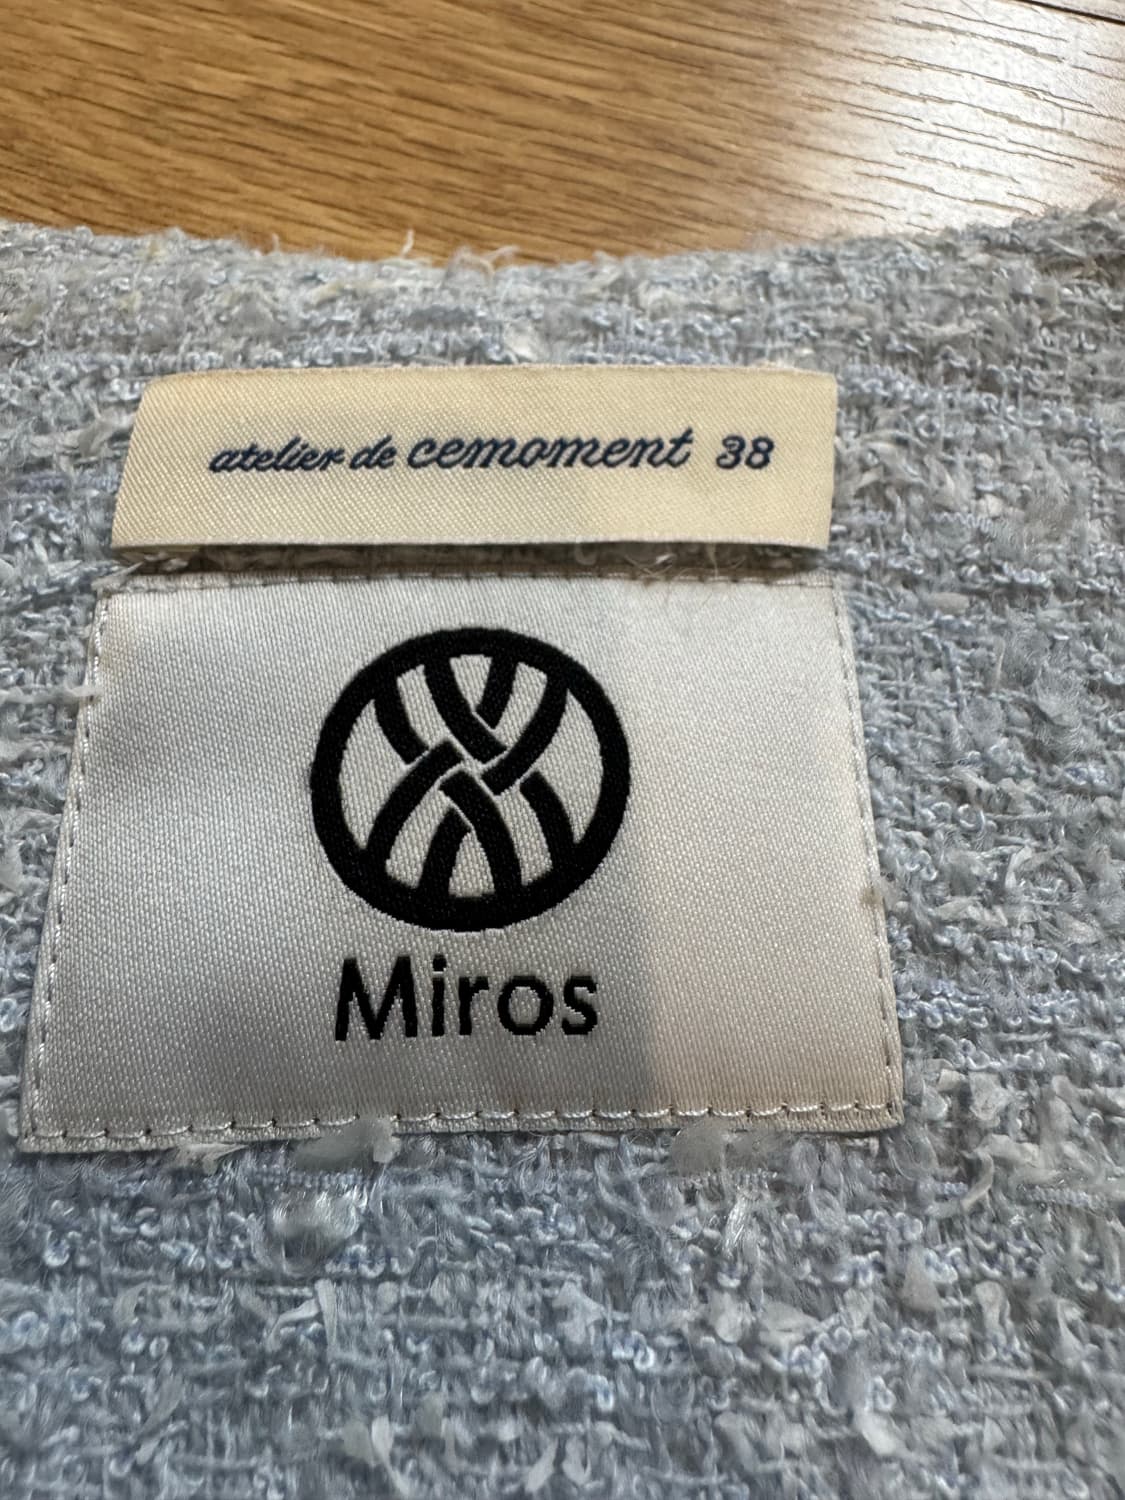 atelier de cemoment 38
Miros